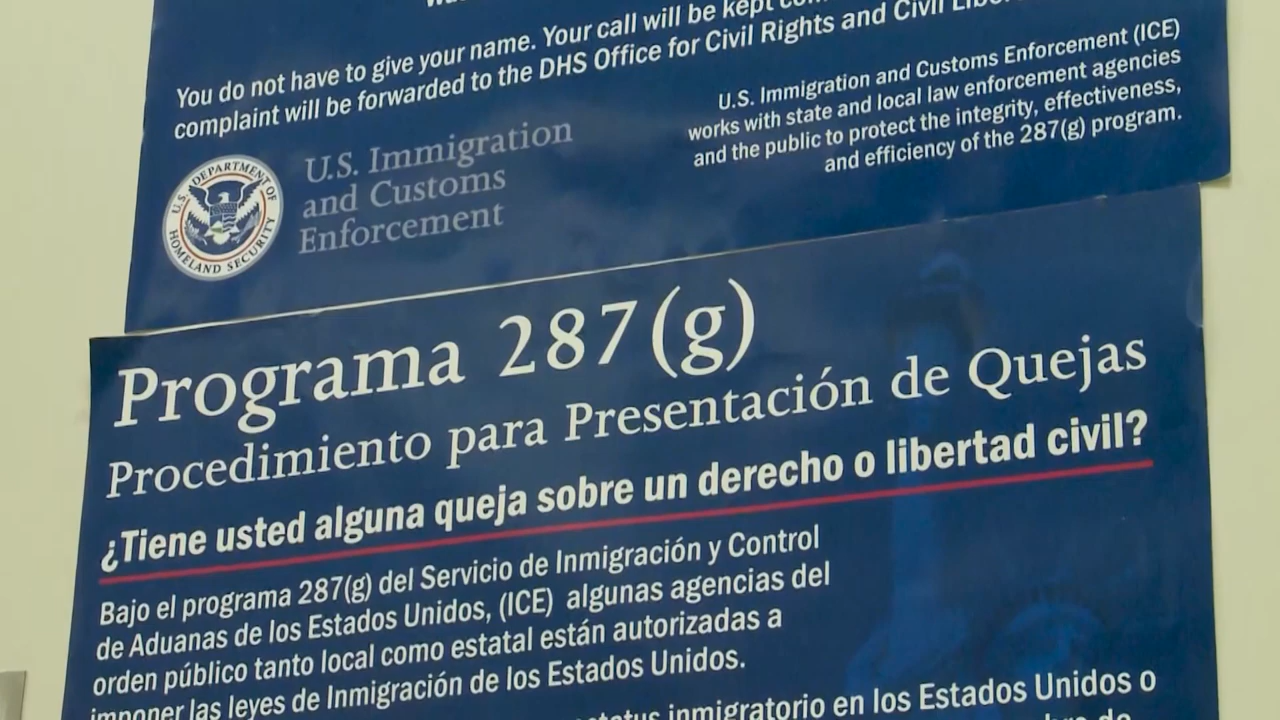 You do not have to give your name. Your call will be kept
complaint will be forwarded to the DHS Office for Civil Rights and Civil
U.S. Immigration and Customs Enforcement (ICE)
works with state and local law enforcement agencies
and the public to protect the integrity, effectiveness,
and efficiency of the 287(g) program.
U.S. DEPARTMENT OF
HOMELAND SECURITY
U.S. Immigration
and Customs
Enforcement
Programa 287(g)
Procedimiento para Presentación de Quejas
¿Tiene usted alguna queja sobre un derecho o libertad civil?
Bajo el programa 287(g) del Servicio de Inmigración y Control
de Aduanas de los Estados Unidos, (ICE) algunas agencias del
orden público tanto local como estatal están autorizadas a
imponer las leyes de Inmigración de los Estados Unidos.
inmigratorio en los Estados Unidos o
de